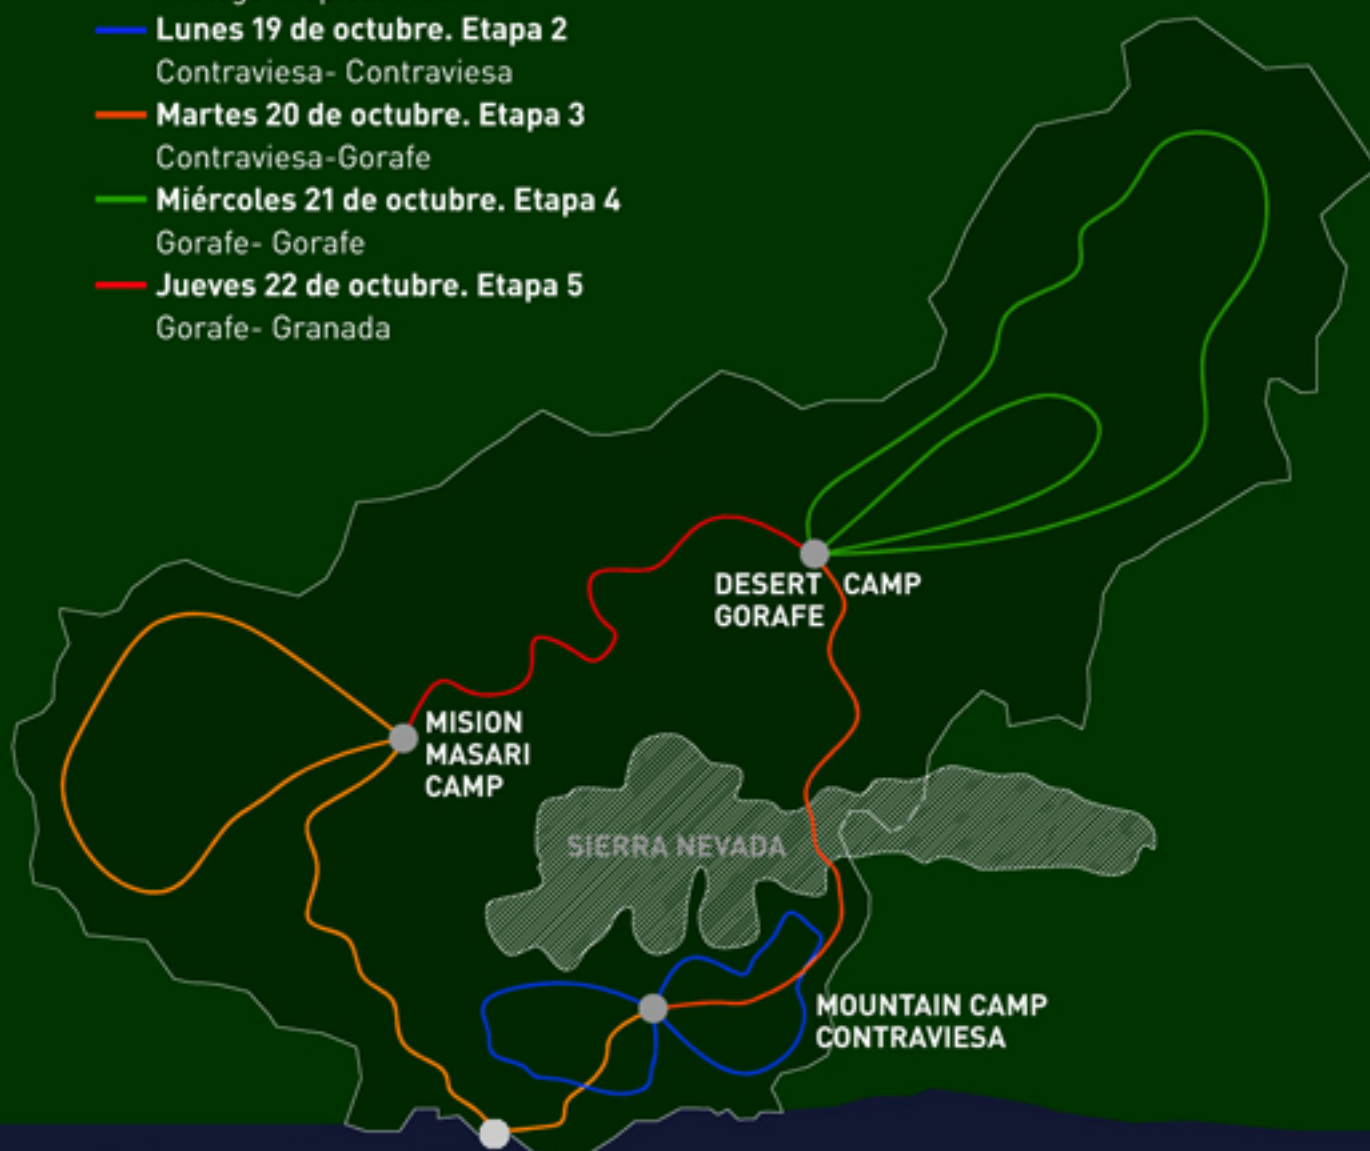 Lunes 19 de octubre. Etapa 2
Contraviesa- Contraviesa
Martes 20 de octubre. Etapa 3
Contraviesa-Gorafe
Miércoles 21 de octubre. Etapa 4
Gorafe- Gorafe
Jueves 22 de octubre. Etapa 5
Gorafe- Granada
DESERT CAMP
GORAFE
MISION
MASARI
CAMP
SIERRA NEVADA
MOUNTAIN CAMP
CONTRAVIESA